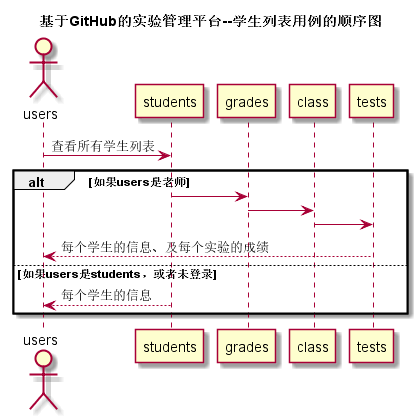 基于GitHub的实验管理平台--学生列表用例的顺序图
users
students
grades
class
tests
查看所有学生列表
alt
[如果users是老师]
每个学生的信息、及每个实验的成绩
[如果users是students，或者未登录]
每个学生的信息
users
students
grades
class
tests